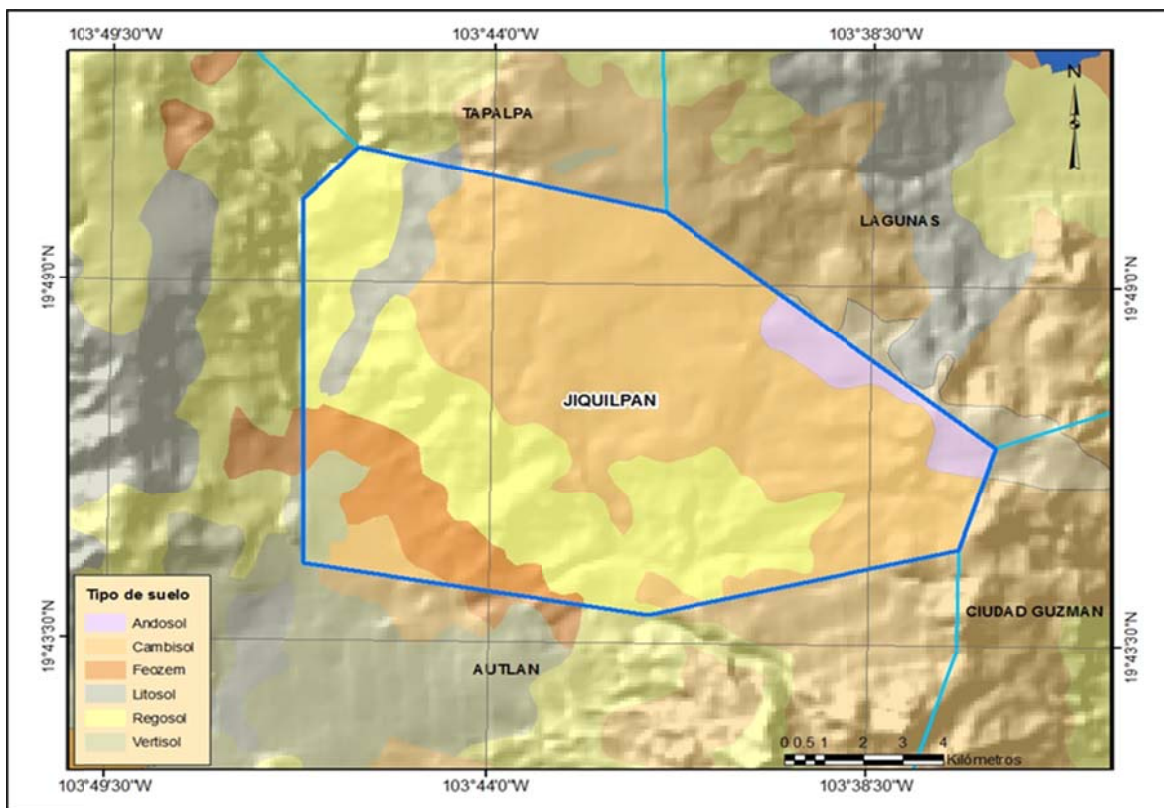 103°49'30"W
103°44'0"W
103°38'30"W
N
TAPALPA
LAGUNAS
19°49'0"N
19°49'0"N
JIQUILPAN
CIUDAD GUZMAN
AUTLAN
19°43'30"N
19°43'30"N
Tipo de suelo
Andosol
Cambisol
Feozem
Litosol
Regosol
Vertisol
0 0.5 1 2 3 4
Kilómetros
103°49'30"W
103°44'0"W
103°38'30"W